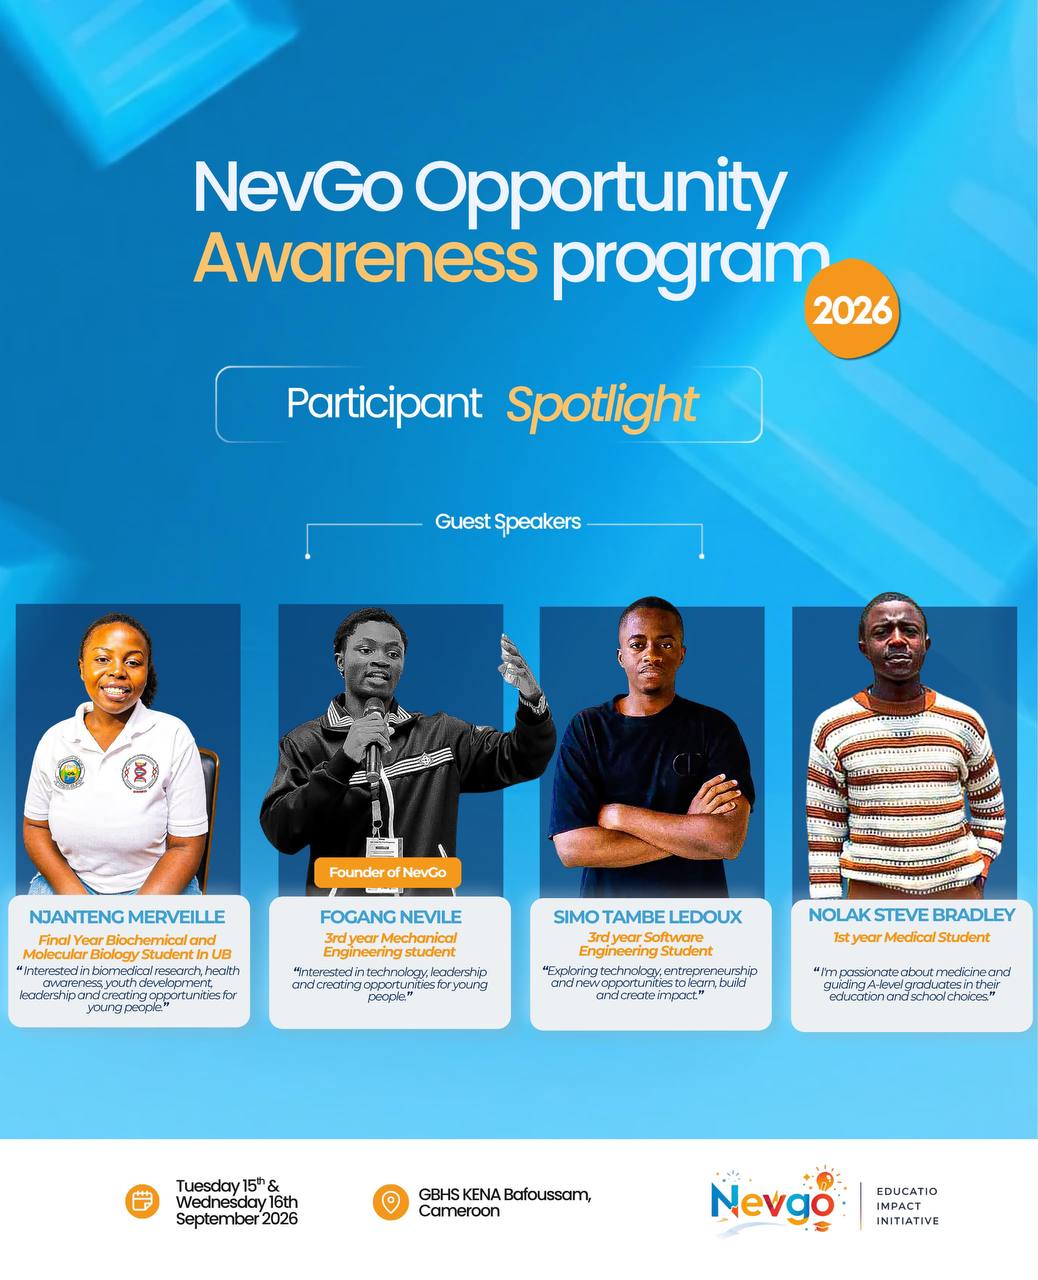 NevGo Opportunity
Awareness program
2026
Participant Spotlight
Guest Speakers
Founder of NevGo
NJANTENG MERVEILLE
Final Year Biochemical and
Molecular Biology Student In UB
“ Interested in biomedical research, health
awareness, youth development,
leadership and creating opportunities for
young people.”
FOGANG NEVILE
3rd year Mechanical
Engineering student
“Interested in technology, leadership
and creating opportunities for young
people.”
SIMO TAMBE LEDOUX
3rd year Software
Engineering Student
“Exploring technology, entrepreneurship
and new opportunities to learn, build
and create impact.”
NOLAK STEVE BRADLEY
1st year Medical Student
“ I'm passionate about medicine and
guiding A-level graduates in their
education and school choices.”
Tuesday 15th &
Wednesday 16th
September 2026
GBHS KENA Bafoussam,
Cameroon
Nevgo
EDUCATIO
IMPACT
INITIATIVE